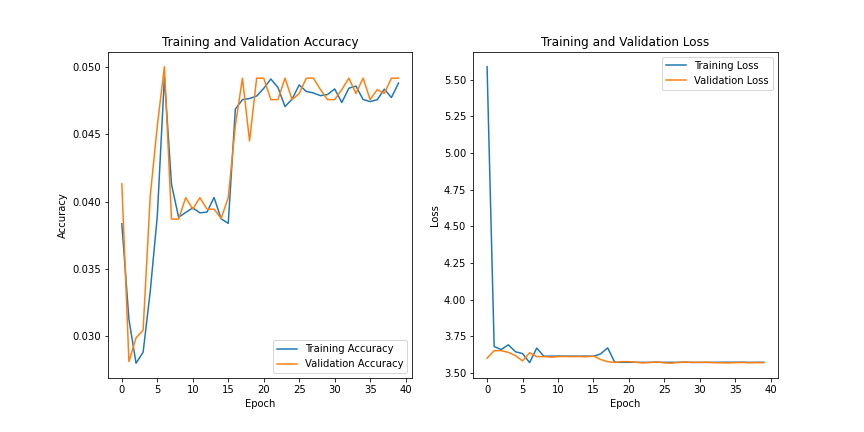 Training and Validation Accuracy
0.050
0.045
0.040
0.035
0.030
Accuracy
0 5 10 15 20 25 30 35 40
Epoch
Training Accuracy
Validation Accuracy
Training and Validation Loss
5.50
5.25
5.00
4.75
4.50
4.25
4.00
3.75
3.50
Loss
0 5 10 15 20 25 30 35 40
Epoch
Training Loss
Validation Loss